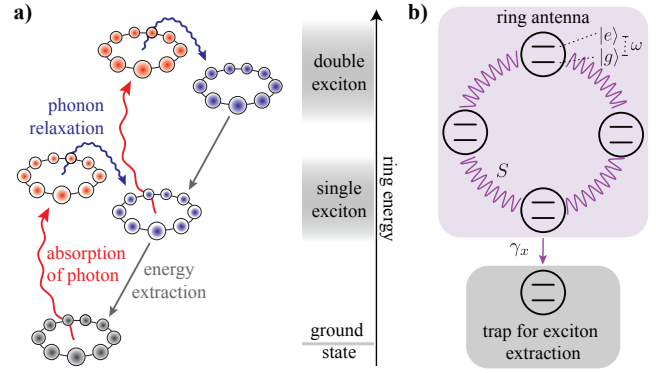 a)
phonon
relaxation
absorption
of photon
energy
extraction
double
exciton
single
exciton
ground
state
ring energy
b)
ring antenna
|e⟩
|g⟩
ω
S
γₓ
trap for exciton
extraction